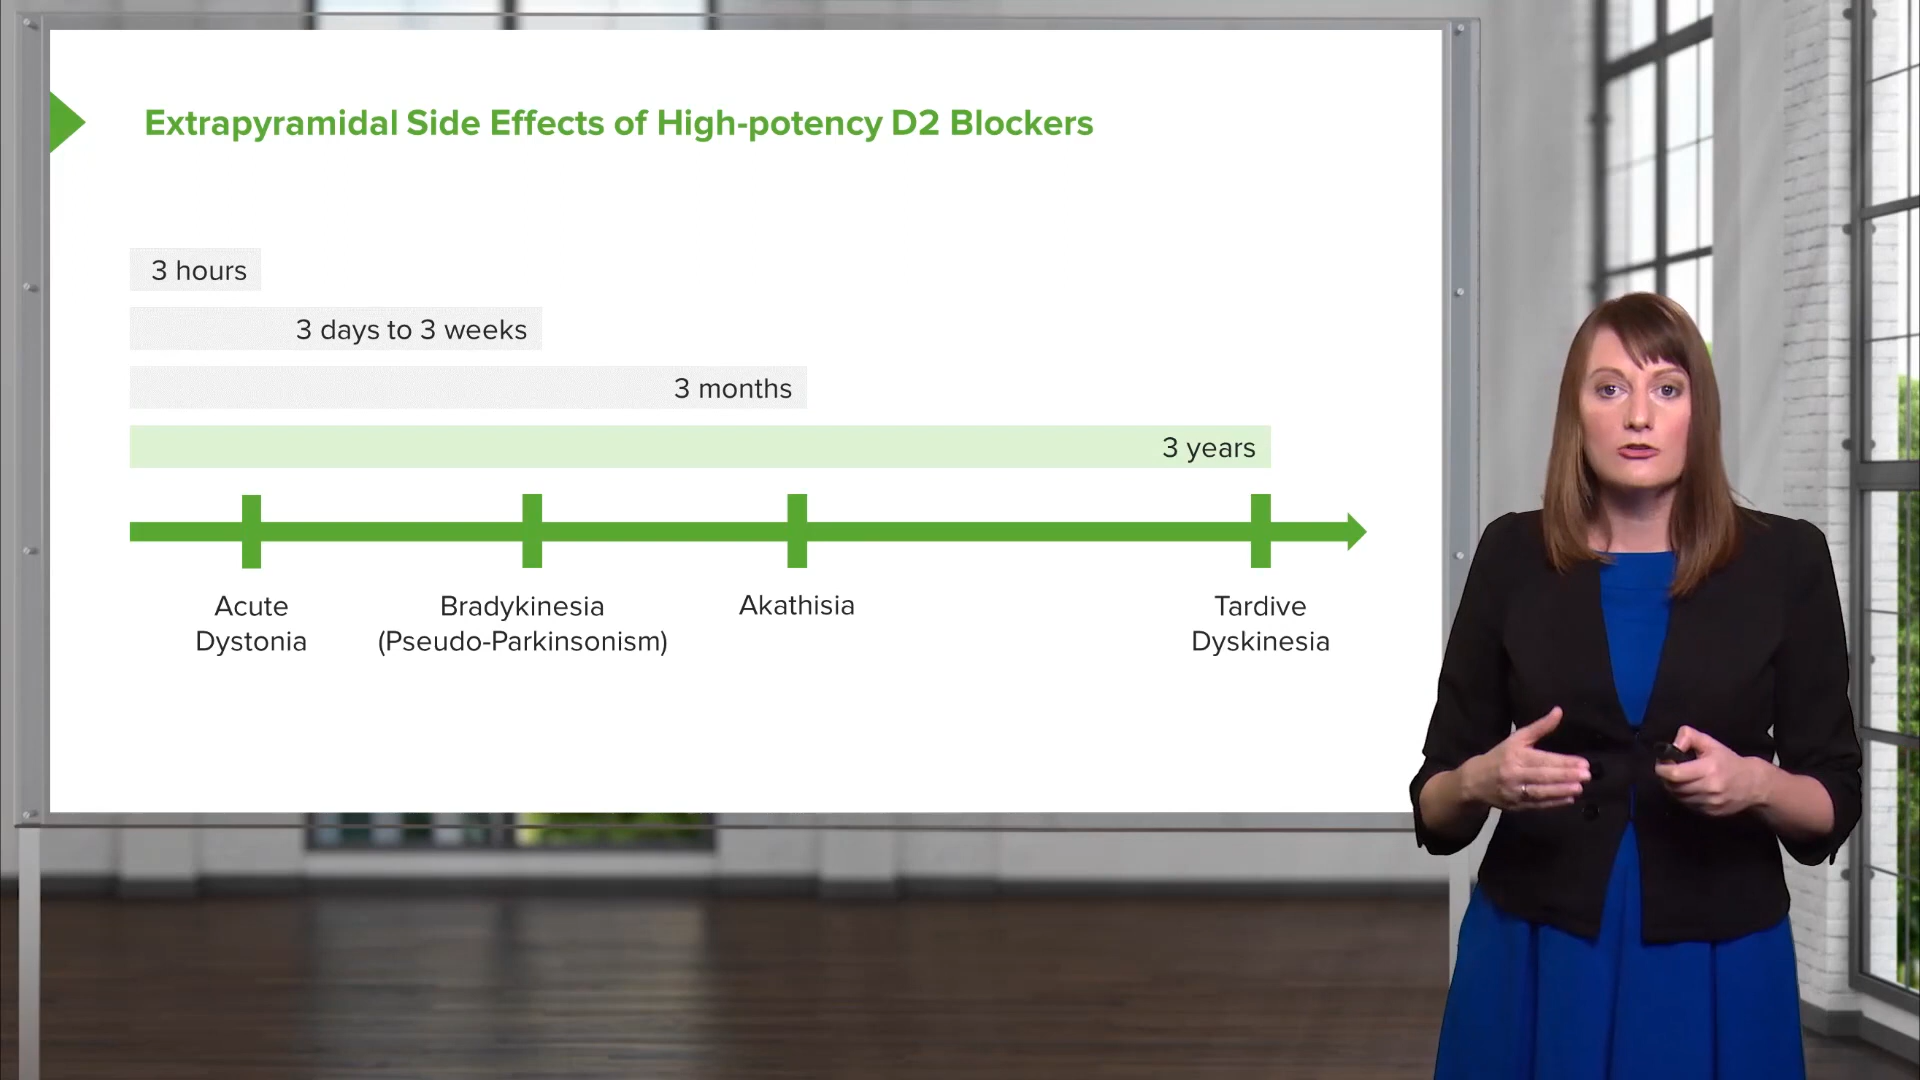 Extrapyramidal Side Effects of High-potency D2 Blockers
3 hours
3 days to 3 weeks
3 months
3 years
Acute
Dystonia
Bradykinesia
(Pseudo-Parkinsonism)
Akathisia
Tardive
Dyskinesia